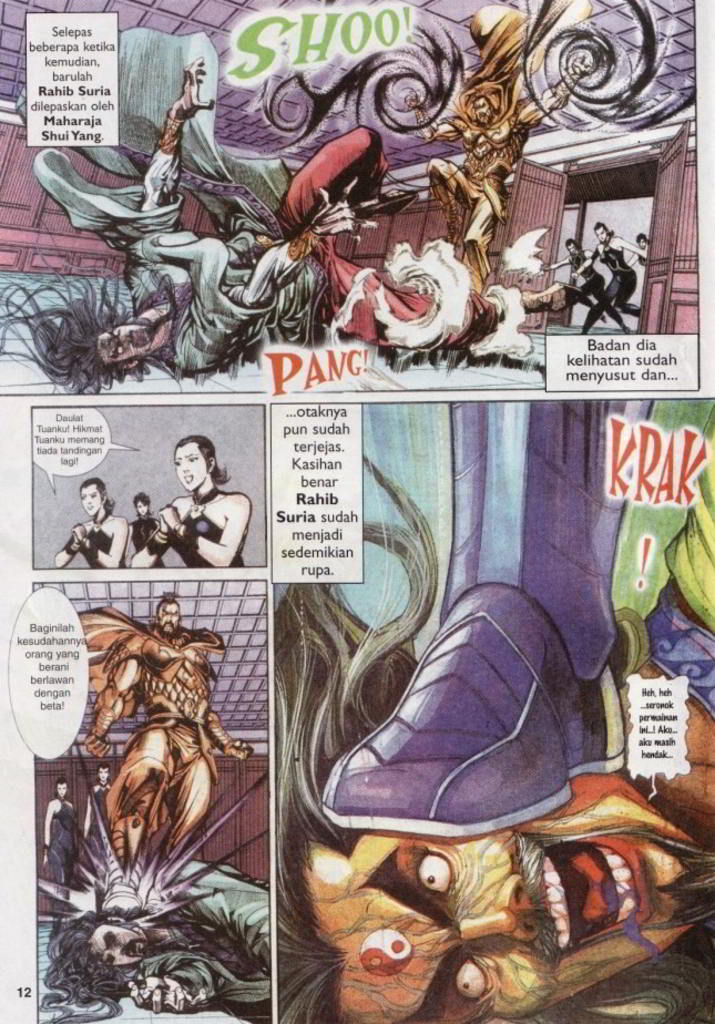 Selepas
beberapa ketika
kemudian,
barulah
Rahib Suria
dilepaskan oleh
Maharaja
Shui Yang.
SHOO!
PANG!
Badan dia
kelihatan sudah
menyusut dan...
Daulat
Tuanku! Hikmat
Tuanku memang
tiada tandingan
lagi!
...otaknya
pun sudah
terjejas.
Kasihan
benar
Rahib
Suria sudah
menjadi
sedemikian
rupa.
KRAK
!
Baginilah
kesudahannya
orang yang
berani
berlawan
dengan
beta!
Heh, heh
...seronok
permainan
ini..! Aku...
aku masih
hendak...
12